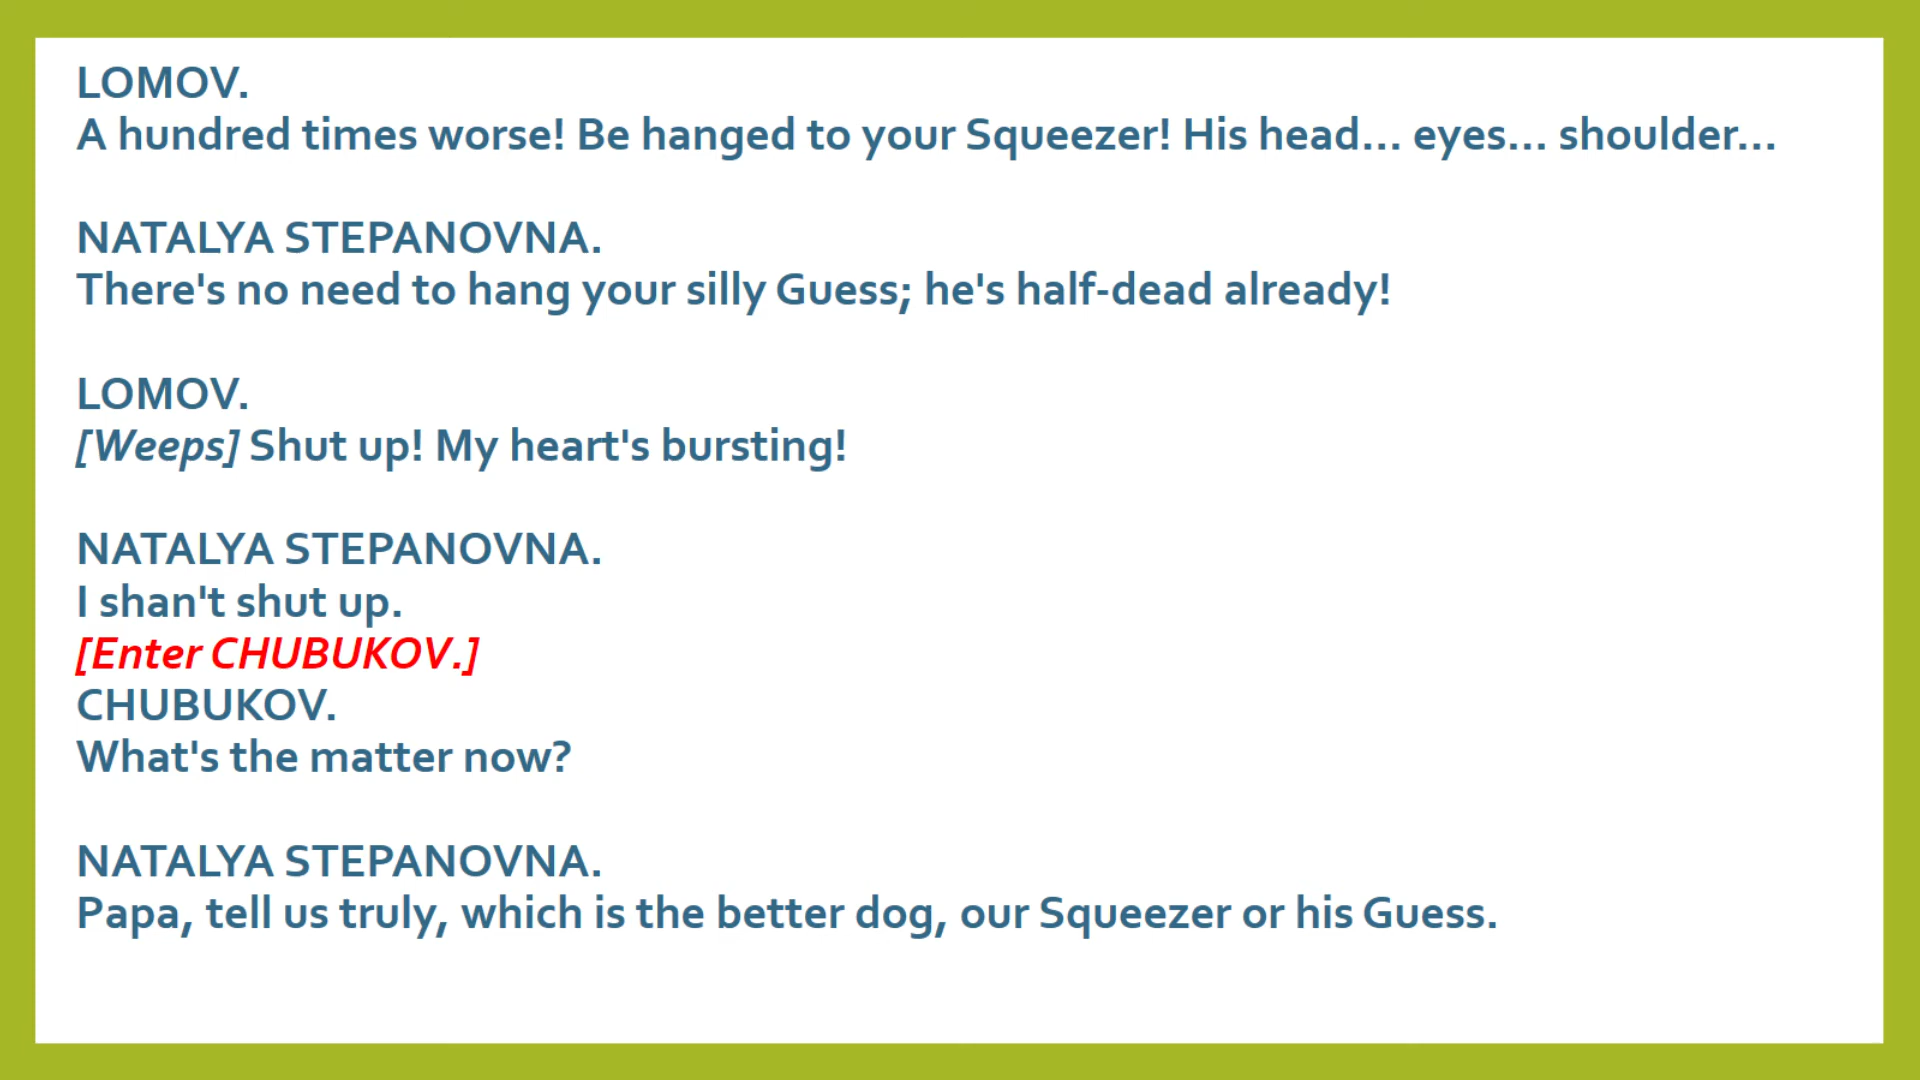 LOMOV.
A hundred times worse! Be hanged to your Squeezer! His head... eyes... shoulder...
NATALYA STEPANOVNA.
There's no need to hang your silly Guess; he's half-dead already!
LOMOV.
[Weeps] Shut up! My heart's bursting!
NATALYA STEPANOVNA.
I shan't shut up.
[Enter CHUBUKOV.]
CHUBUKOV.
What's the matter now?
NATALYA STEPANOVNA.
Papa, tell us truly, which is the better dog, our Squeezer or his Guess.